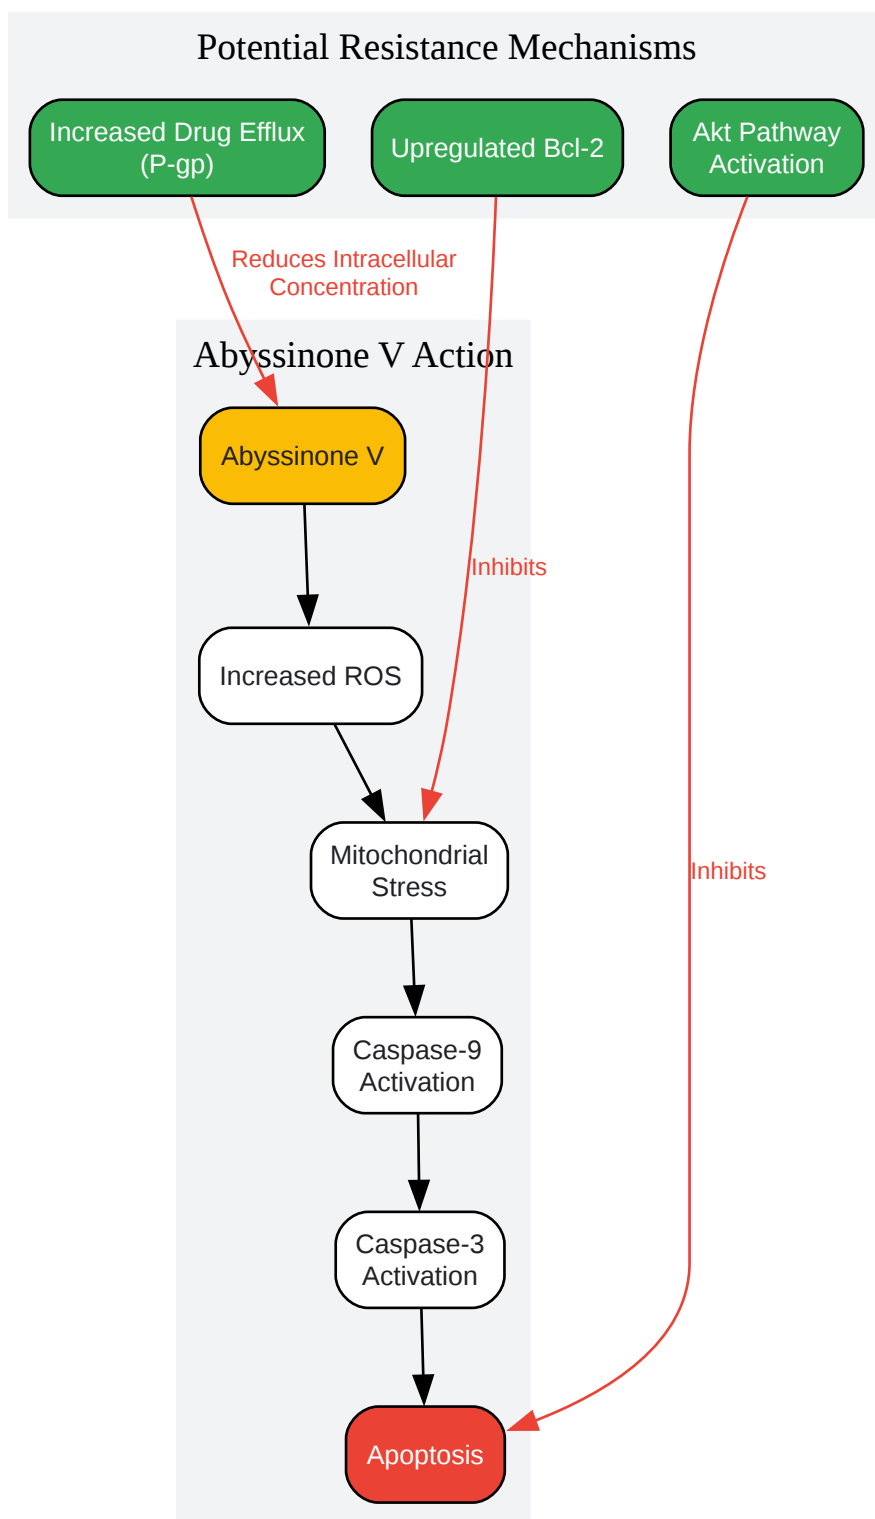 Potential Resistance Mechanisms
Increased Drug Efflux
(P-gp)
Upregulated Bcl-2
Akt Pathway
Activation
Reduces Intracellular
Concentration
Abyssinone V Action
Abyssinone V
Inhibits
Increased ROS
Mitochondrial
Stress
Inhibits
Caspase-9
Activation
Caspase-3
Activation
Apoptosis